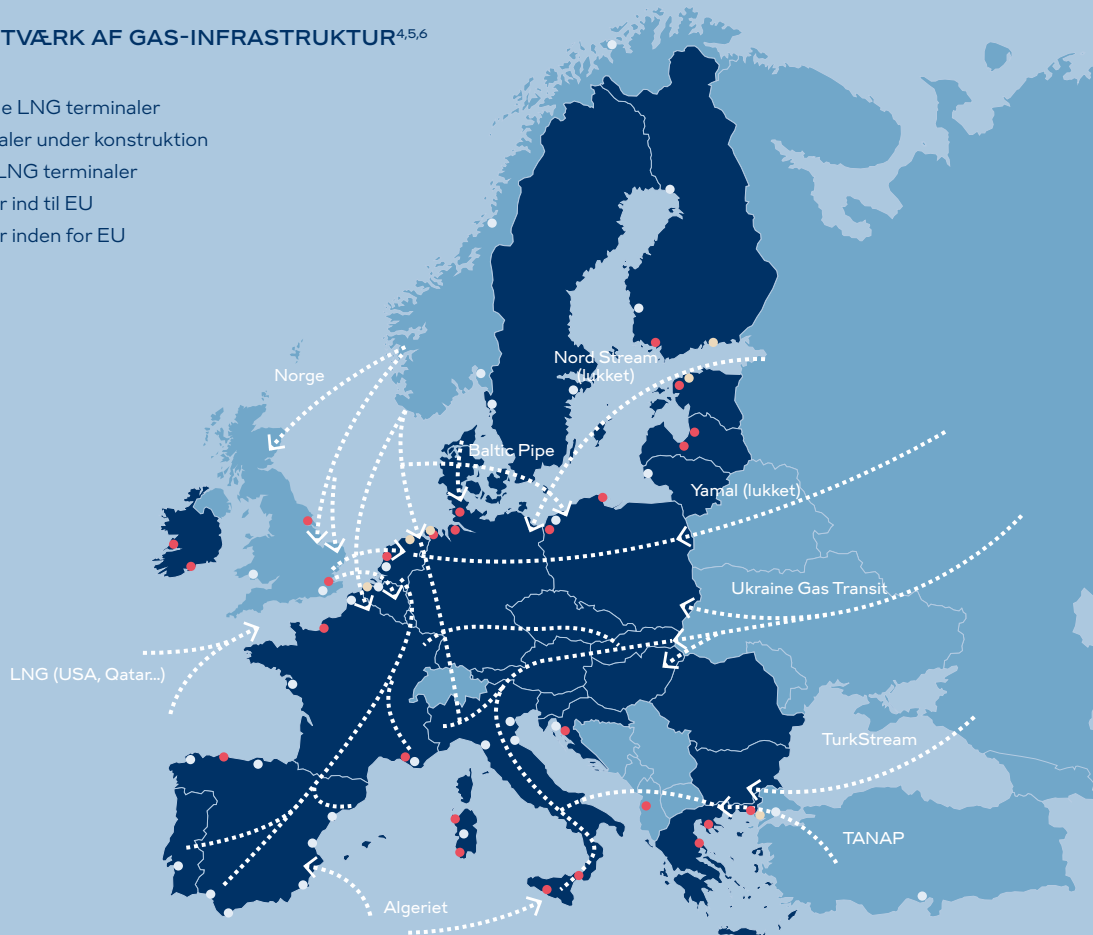 TVÆRK AF GAS-INFRASTRUKTUR4,5,6
e LNG terminaler
aler under konstruktion
LNG terminaler
r ind til EU
r inden for EU
Nord Stream
(lukket)
Norge
Baltic Pipe
Yamal (lukket)
Ukraine Gas Transit
LNG (USA, Qatar...)
TurkStream
TANAP
Algeriet